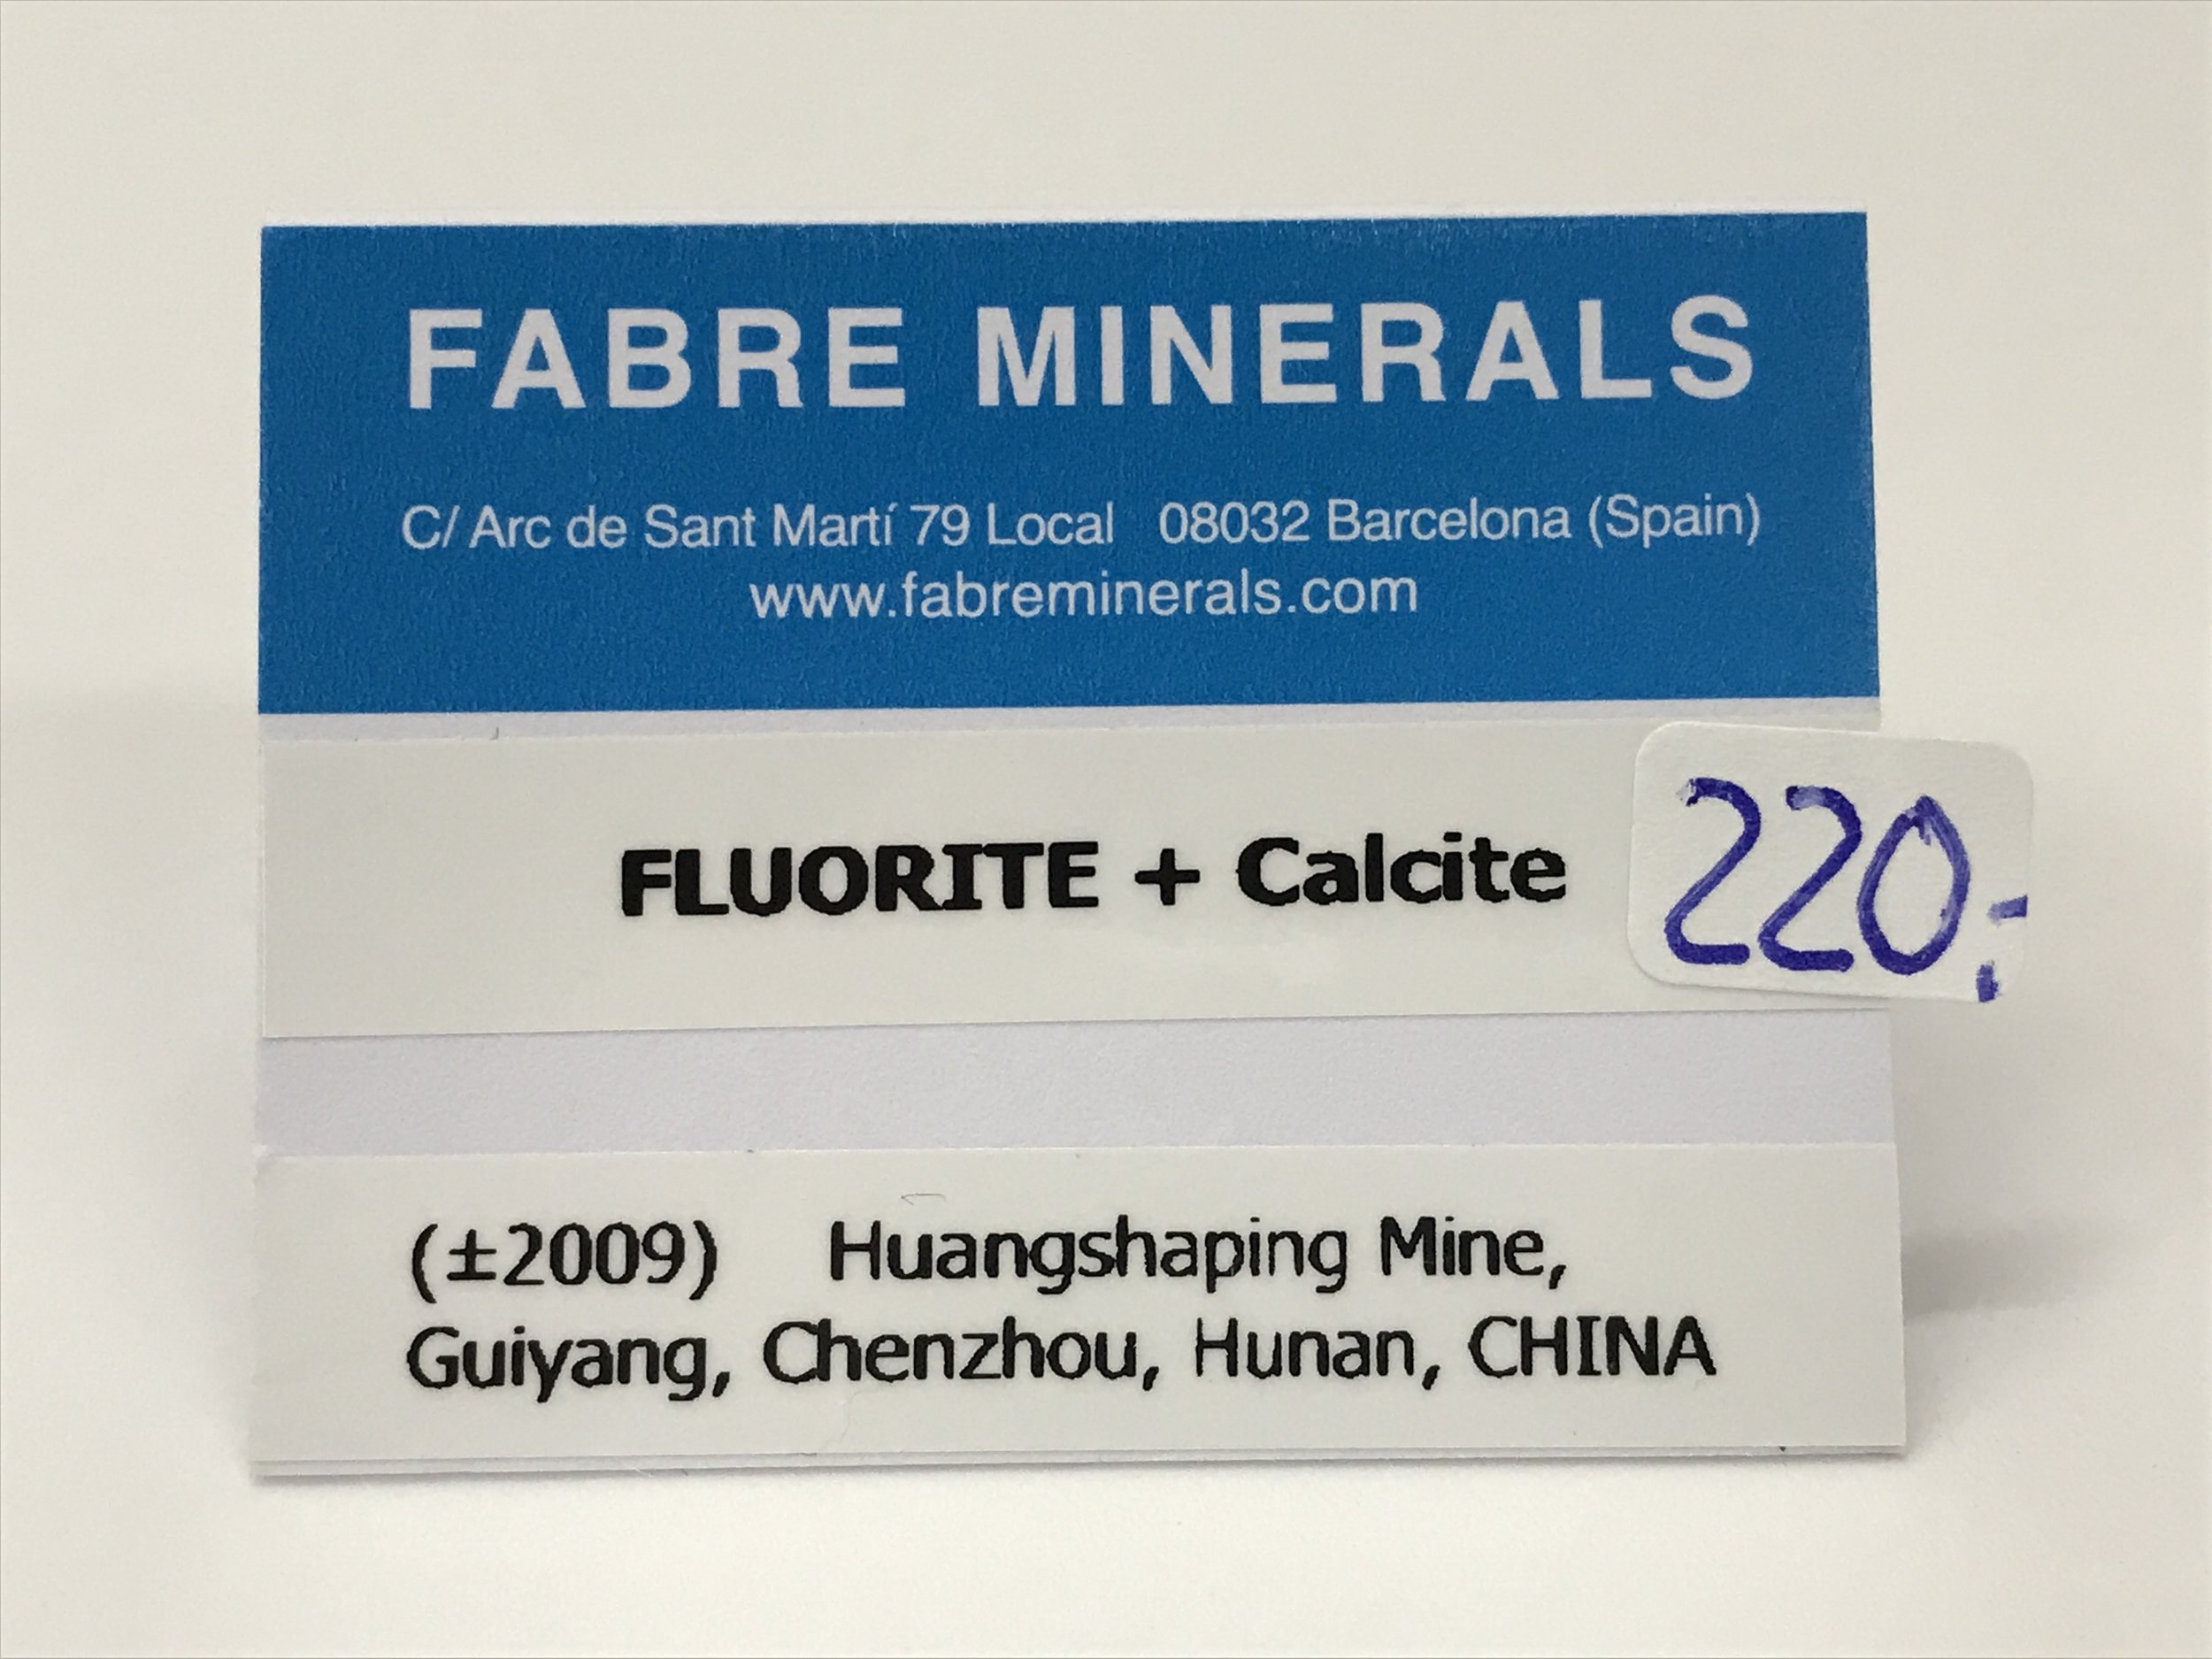 FABRE MINERALS
C/ Arc de Sant Martí 79 Local 08032 Barcelona (Spain)
www.fabreminerals.com
FLUORITE + Calcite
220,-
(±2009) Huangshaping Mine,
Guiyang, Chenzhou, Hunan, CHINA